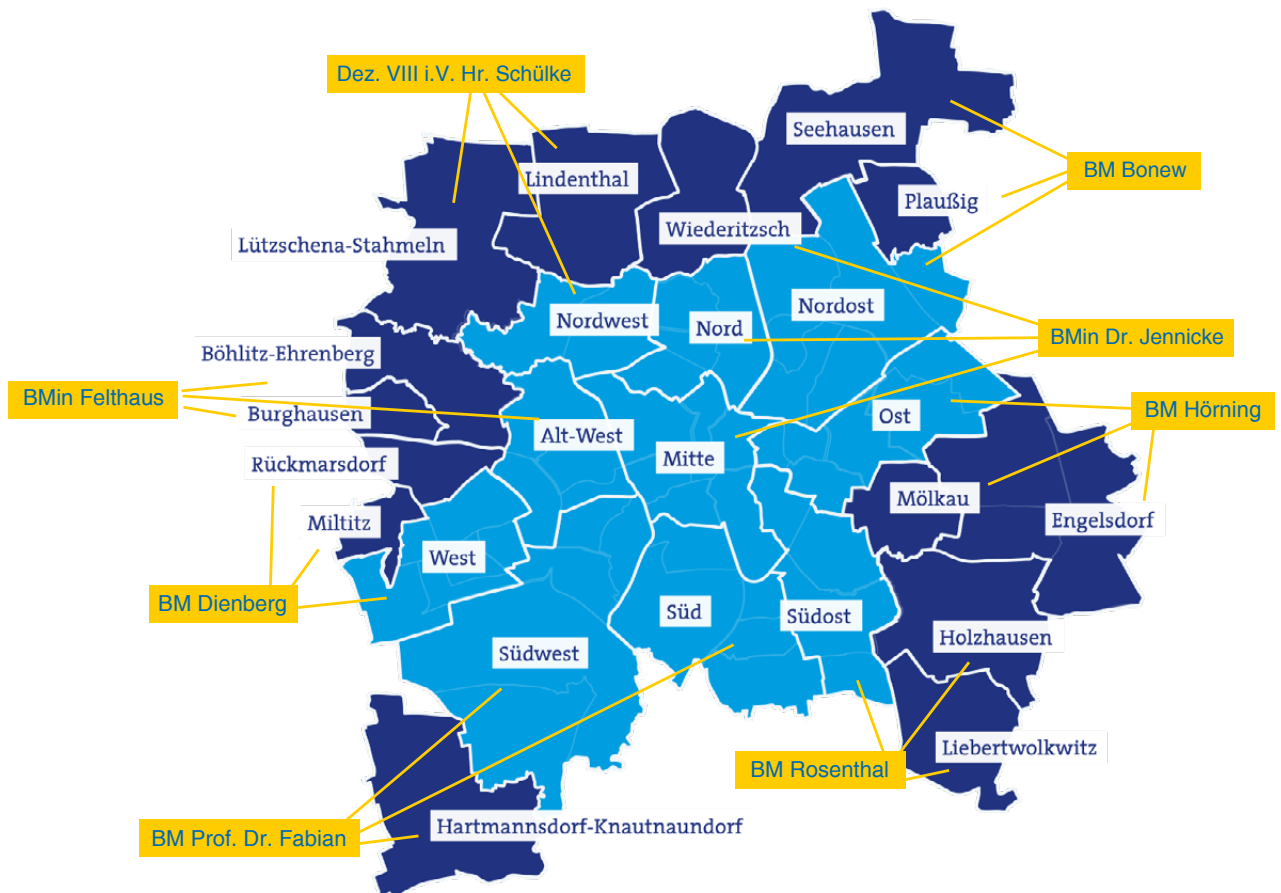 Dez. VIII i.V. Hr. Schülke
Seehausen
BM Bonew
Lindenthal
Plaußig
Wiederitzsch
Lützschena-Stahmeln
Nordost
Nordwest
Nord
BMin Dr. Jennicke
Böhlitz-Ehrenberg
BMin Felthaus
Burghausen
BM Hörning
Ost
Alt-West
Mitte
Rückmarsdorf
Mölkau
Miltitz
Engelsdorf
West
BM Dienberg
Süd
Südost
Holzhausen
Südwest
Liebertwolkwitz
BM Rosenthal
Hartmannsdorf-Knautnaundorf
BM Prof. Dr. Fabian